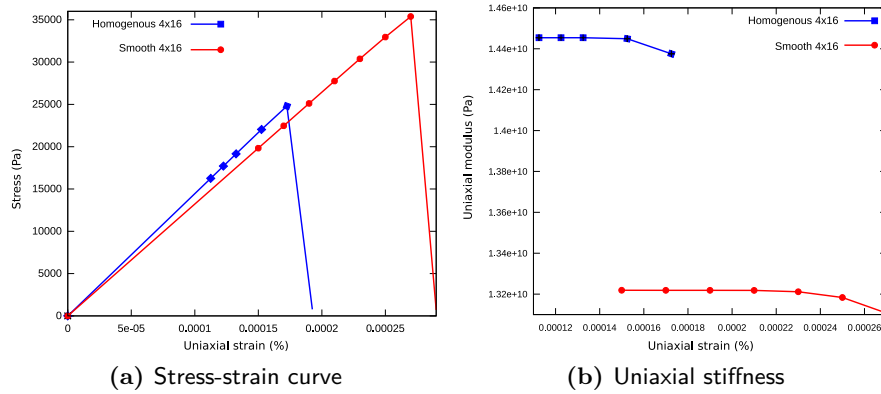 35000
30000
25000
20000
15000
10000
5000
0
Stress (Pa)
Homogenous 4x16
Smooth 4x16
0
5e-05
0.0001
0.00015
0.0002
0.00025
Uniaxial strain (%)
(a) Stress-strain curve
1.46e+10
1.44e+10
1.42e+10
1.4e+10
1.38e+10
1.36e+10
1.34e+10
1.32e+10
Uniaxial modulus (Pa)
Homogenous 4x16
Smooth 4x16
0.00012
0.00014
0.00016
0.00018
0.0002
0.00022
0.00024
0.00026
Uniaxial strain (%)
(b) Uniaxial stiffness